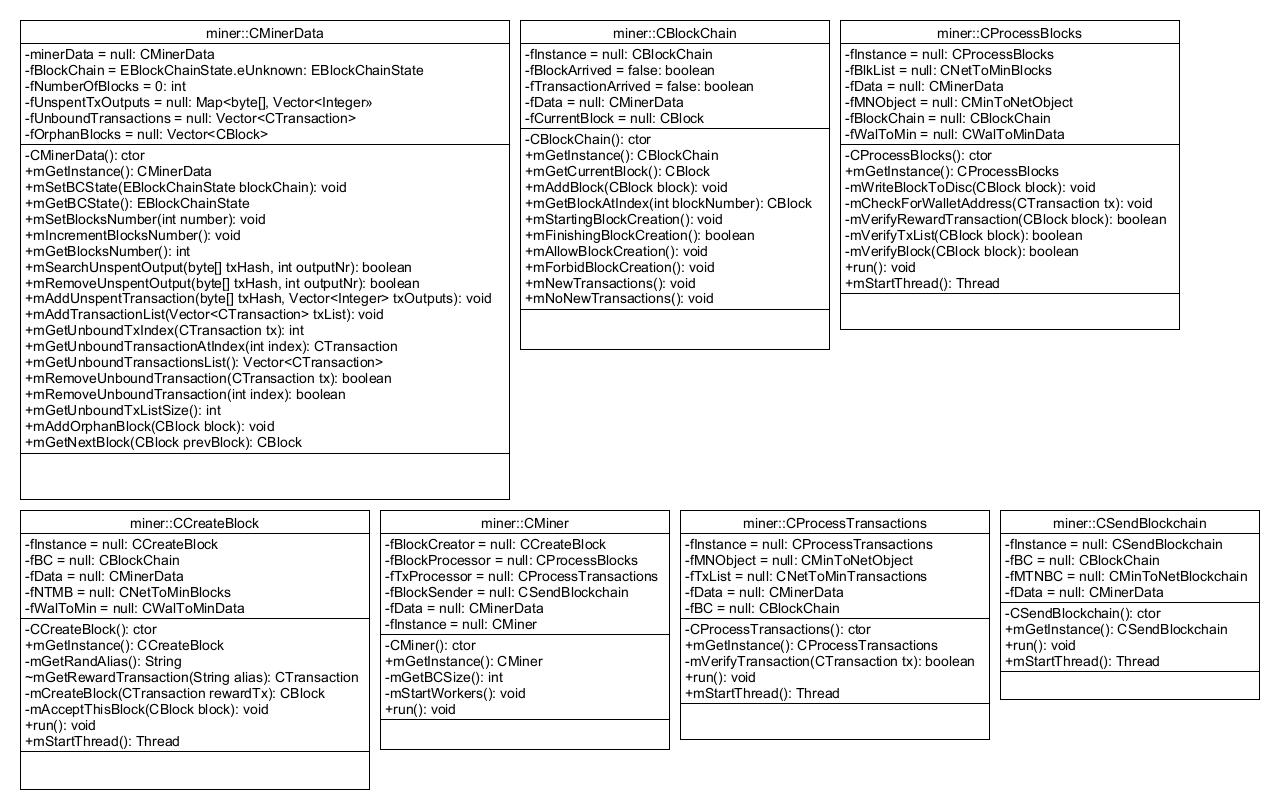 miner::CMinerData
-minerData = null: CMinerData
-fBlockChain = EBlockChainState.eUnknown: EBlockChainState
-fNumberOfBlocks = 0: int
-fUnspentTxOutputs = null: Map<byte[], Vector<Integer»
-fUnboundTransactions = null: Vector<CTransaction>
-fOrphanBlocks = null: Vector<CBlock>
-CMinerData(): ctor
+mGetInstance(): CMinerData
+mSetBCState(EBlockChainState blockChain): void
+mGetBCState(): EBlockChainState
+mSetBlocksNumber(int number): void
+mIncrementBlocksNumber(): void
+mGetBlocksNumber(): int
+mSearchUnspentOutput(byte[] txHash, int outputNr): boolean
+mRemoveUnspentOutput(byte[] txHash, int outputNr): boolean
+mAddUnspentTransaction(byte[] txHash, Vector<Integer> txOutputs): void
+mAddTransactionList(Vector<CTransaction> txList): void
+mGetUnboundTxIndex(CTransaction tx): int
+mGetUnboundTransactionAtIndex(int index): CTransaction
+mGetUnboundTransactionsList(): Vector<CTransaction>
+mRemoveUnboundTransaction(CTransaction tx): boolean
+mRemoveUnboundTransaction(int index): boolean
+mGetUnboundTxListSize(): int
+mAddOrphanBlock(CBlock block): void
+mGetNextBlock(CBlock prevBlock): CBlock
miner::CBlockChain
-fInstance = null: CBlockChain
-fBlockArrived = false: boolean
-fTransactionArrived = false: boolean
-fData = null: CMinerData
-fCurrentBlock = null: CBlock
-CBlockChain(): ctor
+mGetInstance(): CBlockChain
+mGetCurrentBlock(): CBlock
+mAddBlock(CBlock block): void
+mGetBlockAtIndex(int blockNumber): CBlock
+mStartingBlockCreation(): void
+mFinishingBlockCreation(): boolean
+mAllowBlockCreation(): void
+mForbidBlockCreation(): void
+mNewTransactions(): void
+mNoNewTransactions(): void
miner::CProcessBlocks
-fInstance = null: CProcessBlocks
-fBlkList = null: CNetToMinBlocks
-fData = null: CMinerData
-fMNObject = null: CMinToNetObject
-fBlockChain = null: CBlockChain
-fWalToMin = null: CWalToMinData
-CProcessBlocks(): ctor
+mGetInstance(): CProcessBlocks
-mWriteBlockToDisc(CBlock block): void
-mCheckForWalletAddress(CTransaction tx): void
-mVerifyRewardTransaction(CBlock block): boolean
-mVerifyTxList(CBlock block): boolean
-mVerifyBlock(CBlock block): boolean
+run(): void
+mStartThread(): Thread
miner::CCreateBlock
-fInstance = null: CCreateBlock
-fBC = null: CBlockChain
-fData = null: CMinerData
-fNTMB = null: CNetToMinBlocks
-fWalToMin = null: CWalToMinData
-CCreateBlock(): ctor
+mGetInstance(): CCreateBlock
-mGetRandAlias(): String
~mGetRewardTransaction(String alias): CTransaction
-mCreateBlock(CTransaction rewardTx): CBlock
-mAcceptThisBlock(CBlock block): void
+run(): void
+mStartThread(): Thread
miner::CMiner
-fBlockCreator = null: CCreateBlock
-fBlockProcessor = null: CProcessBlocks
-fTxProcessor = null: CProcessTransactions
-fBlockSender = null: CSendBlockchain
-fData = null: CMinerData
-fInstance = null: CMiner
-CMiner(): ctor
+mGetInstance(): CMiner
-mGetBCSize(): int
-mStartWorkers(): void
+run(): void
miner::CProcessTransactions
-fInstance = null: CProcessTransactions
-fMNObject = null: CMinToNetObject
-fTxList = null: CNetToMinTransactions
-fData = null: CMinerData
-fBC = null: CBlockChain
-CProcessTransactions(): ctor
+mGetInstance(): CProcessTransactions
-mVerifyTransaction(CTransaction tx): boolean
+run(): void
+mStartThread(): Thread
miner::CSendBlockchain
-fInstance = null: CSendBlockchain
-fBC = null: CBlockChain
-fMTNBC = null: CMinToNetBlockchain
-fData = null: CMinerData
-CSendBlockchain(): ctor
+mGetInstance(): CSendBlockchain
+run(): void
+mStartThread(): Thread